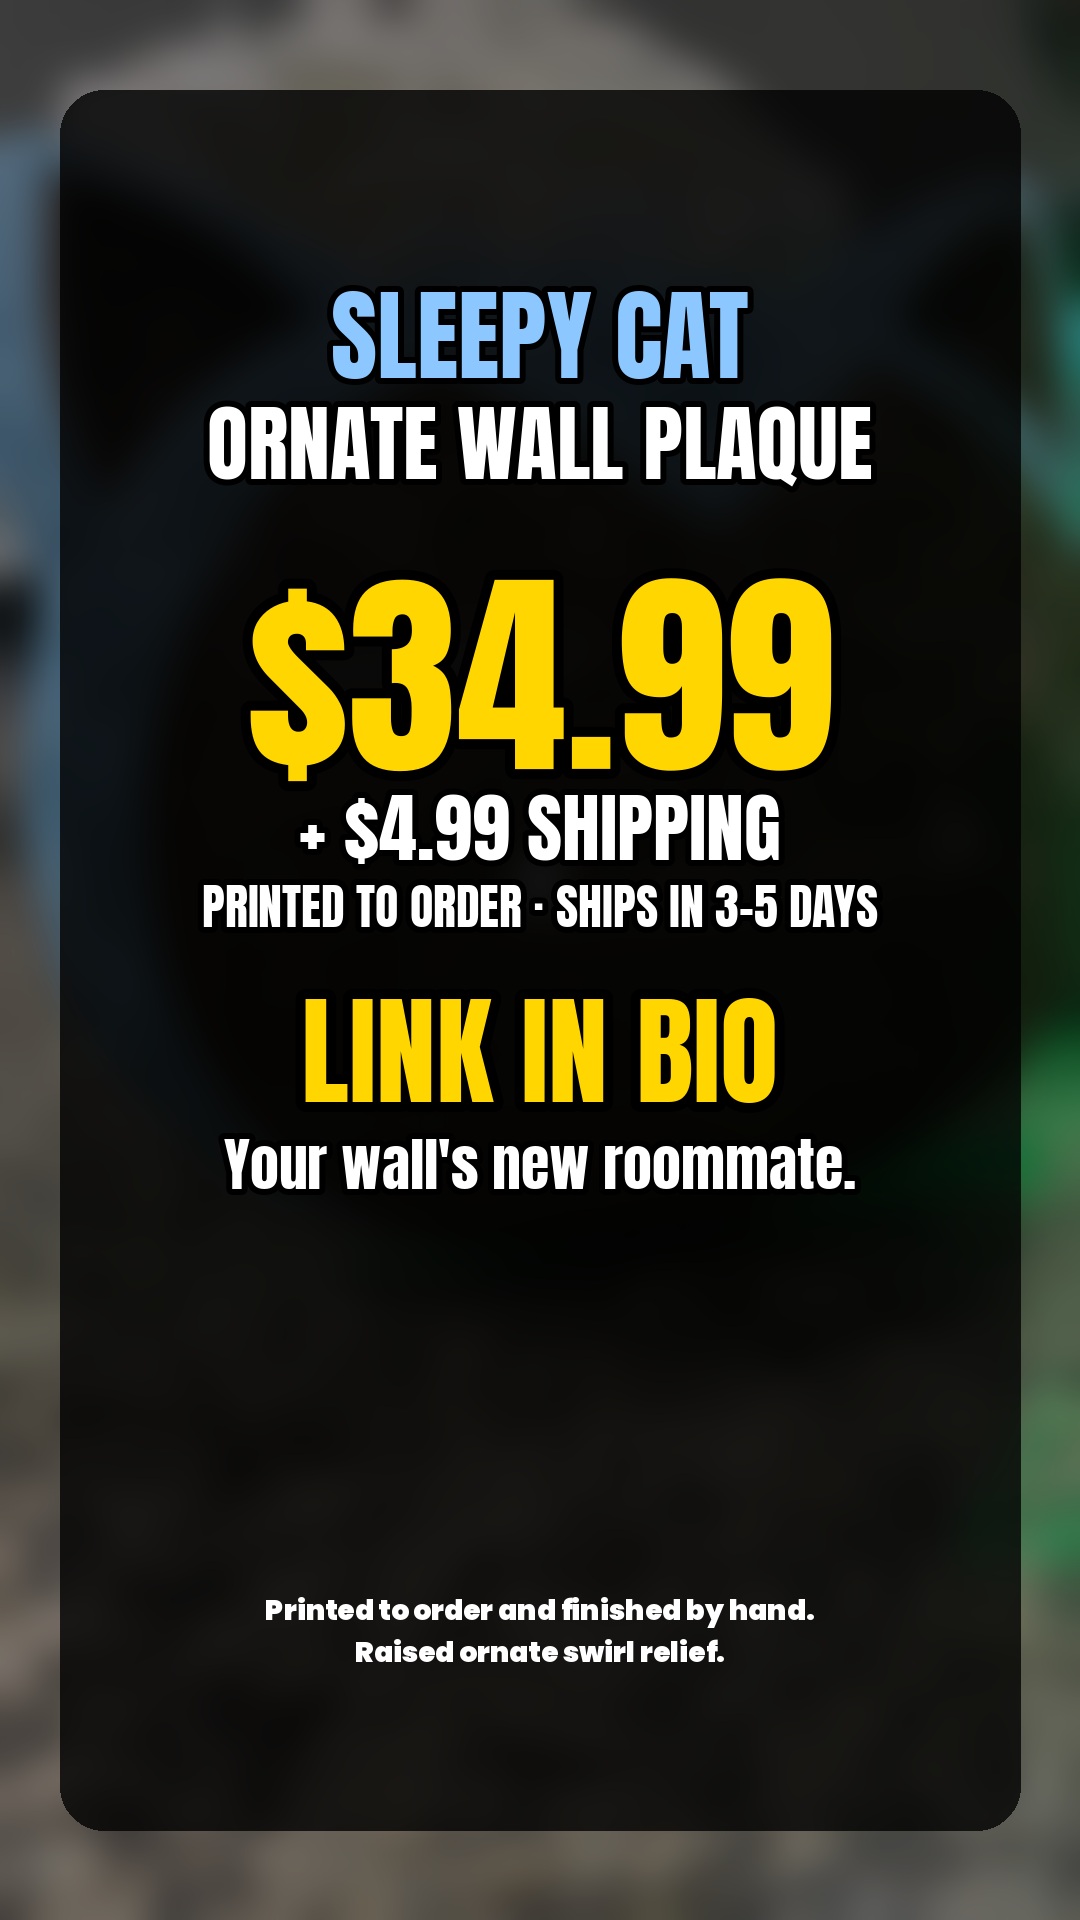 SLEEPY CAT
ORNATE WALL PLAQUE
$34.99
+ $4.99 SHIPPING
PRINTED TO ORDER · SHIPS IN 3-5 DAYS
LINK IN BIO
Your wall's new roommate.
Printed to order and finished by hand.
Raised ornate swirl relief.